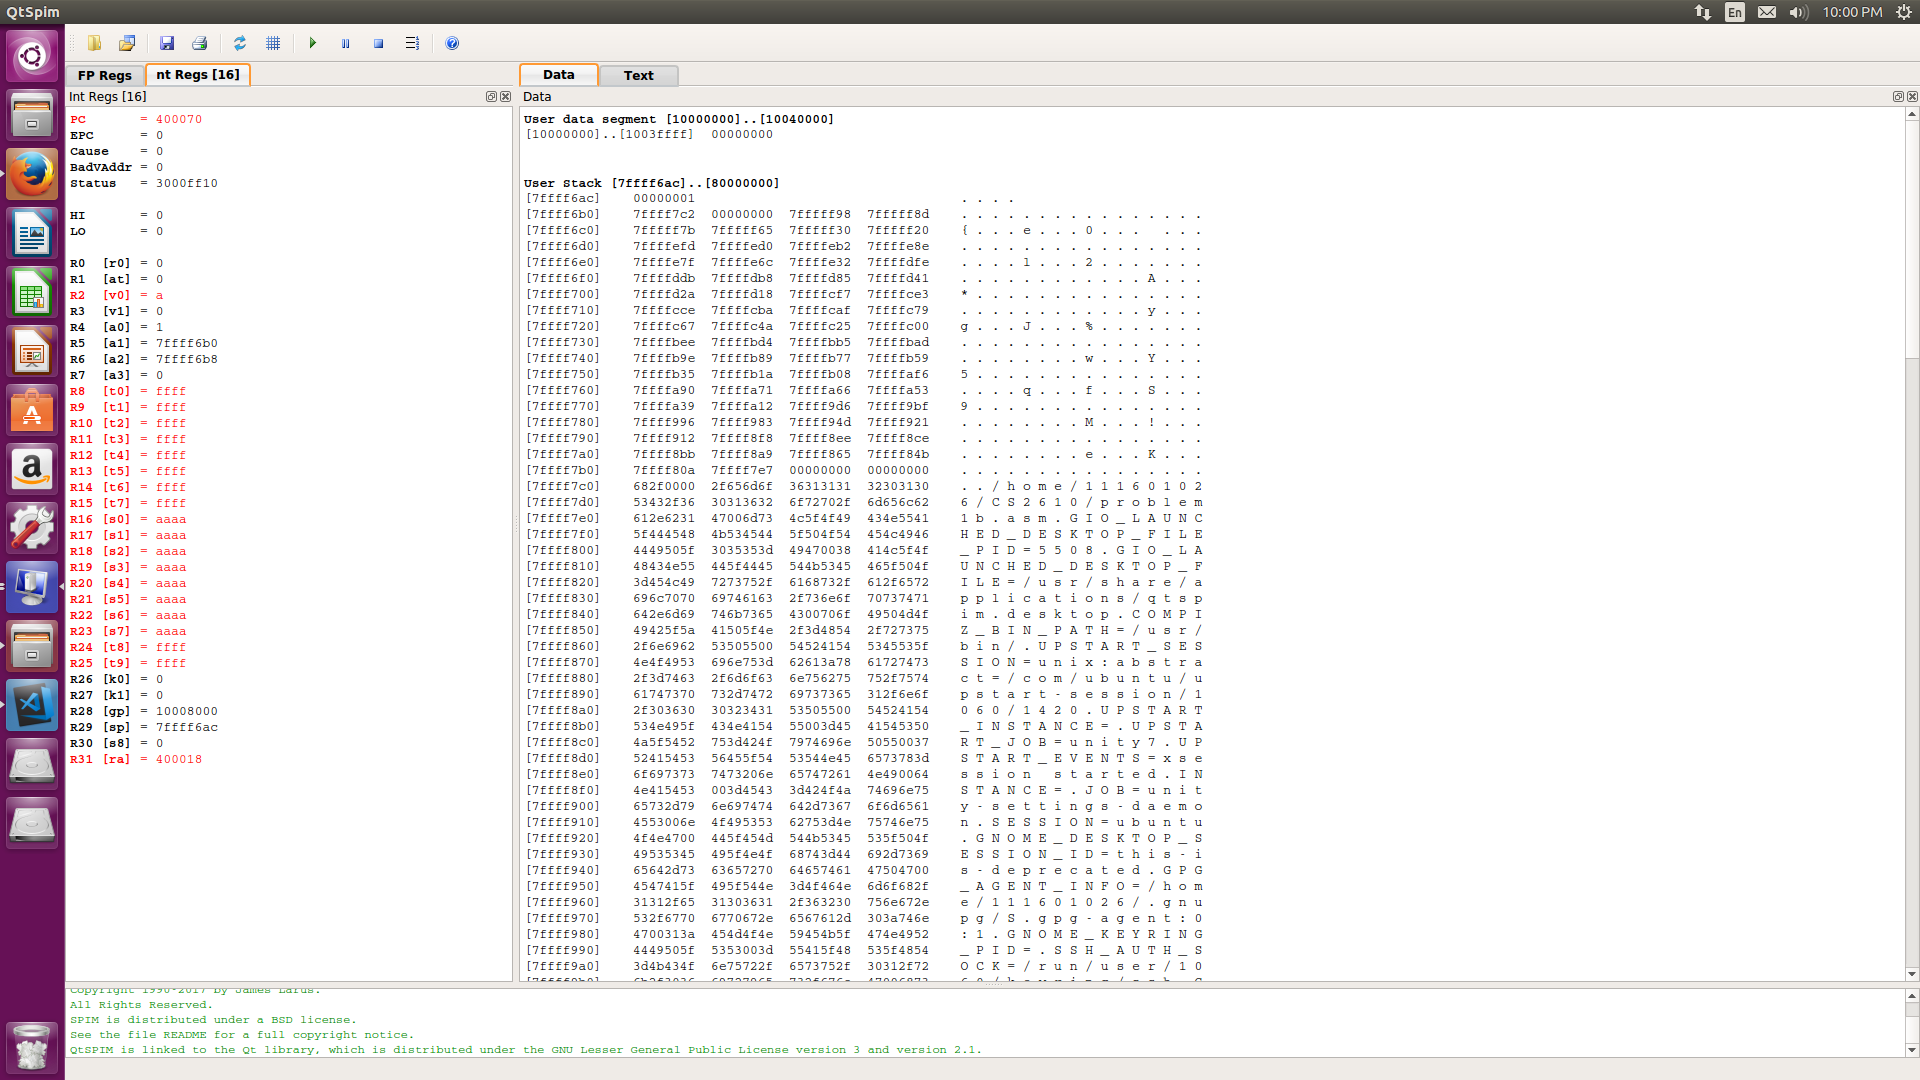 QtSpim
En
10:00 PM
FP Regs
nt Regs [16]
Data
Text
Int Regs [16]
Data
PC = 400070
EPC = 0
Cause = 0
BadVAddr = 0
Status = 3000ff10
HI = 0
LO = 0
R0 [r0] = 0
R1 [at] = 0
R2 [v0] = a
R3 [v1] = 0
R4 [a0] = 1
R5 [a1] = 7ffff6b0
R6 [a2] = 7ffff6b8
R7 [a3] = 0
R8 [t0] = ffff
R9 [t1] = ffff
R10 [t2] = ffff
R11 [t3] = ffff
R12 [t4] = ffff
R13 [t5] = ffff
R14 [t6] = ffff
R15 [t7] = ffff
R16 [s0] = aaaa
R17 [s1] = aaaa
R18 [s2] = aaaa
R19 [s3] = aaaa
R20 [s4] = aaaa
R21 [s5] = aaaa
R22 [s6] = aaaa
R23 [s7] = aaaa
R24 [t8] = ffff
R25 [t9] = ffff
R26 [k0] = 0
R27 [k1] = 0
R28 [gp] = 10008000
R29 [sp] = 7ffff6ac
R30 [s8] = 0
R31 [ra] = 400018
User data segment [10000000]..[10040000]
[10000000]..[1003ffff] 00000000
User Stack [7ffff6ac]..[80000000]
[7ffff6ac] 00000001 . . . .
[7ffff6b0] 7ffff7c2 00000000 7fffff98 7fffff8d . . . . . . . . . . . . . . . .
[7ffff6c0] 7fffff7b 7fffff65 7fffff30 7fffff20 { . . . e . . . 0 . . . . . .
[7ffff6d0] 7ffffefd 7ffffed0 7ffffeb2 7ffffe8e . . . . . . . . . . . . . . . .
[7ffff6e0] 7ffffe7f 7ffffe6c 7ffffe32 7ffffdfe . . . . l . . . 2 . . . . . . .
[7ffff6f0] 7ffffddb 7ffffdb8 7ffffd85 7ffffd41 . . . . . . . . . . . . A . . .
[7ffff700] 7ffffd2a 7ffffd18 7ffffcf7 7ffffce3 * . . . . . . . . . . . . . . .
[7ffff710] 7ffffcce 7ffffcba 7ffffcaf 7ffffc79 . . . . . . . . . . . . y . . .
[7ffff720] 7ffffc67 7ffffc4a 7ffffc25 7ffffc00 g . . . J . . . % . . . . . . .
[7ffff730] 7ffffbee 7ffffbd4 7ffffbb5 7ffffbad . . . . . . . . . . . . . . . .
[7ffff740] 7ffffb9e 7ffffb89 7ffffb77 7ffffb59 . . . . . . . . w . . . Y . . .
[7ffff750] 7ffffb35 7ffffb1a 7ffffb08 7ffffaf6 5 . . . . . . . . . . . . . . .
[7ffff760] 7ffffa90 7ffffa71 7ffffa66 7ffffa53 . . . . q . . . f . . . S . . .
[7ffff770] 7ffffa39 7ffffa12 7ffff9d6 7ffff9bf 9 . . . . . . . . . . . . . . .
[7ffff780] 7ffff996 7ffff983 7ffff94d 7ffff921 . . . . . . . . M . . . ! . . .
[7ffff790] 7ffff912 7ffff8f8 7ffff8ee 7ffff8ce . . . . . . . . . . . . . . . .
[7ffff7a0] 7ffff8bb 7ffff8a9 7ffff865 7ffff84b . . . . . . . . e . . . K . . .
[7ffff7b0] 7ffff80a 7ffff7e7 00000000 00000000 . . . . . . . . . . . . . . . .
[7ffff7c0] 682f0000 2f656d6f 36313131 32303130 . . / h o m e / 1 1 1 6 0 1 0 2
[7ffff7d0] 53432f36 30313632 6f72702f 6d656c62 6 / C S 2 6 1 0 / p r o b l e m
[7ffff7e0] 612e6231 47006d73 4c5f4f49 434e5541 1 b . a s m . G I O _ L A U N C
[7ffff7f0] 5f444548 4b534544 5f504f54 454c4946 H E D _ D E S K T O P _ F I L E
[7ffff800] 4449505f 3035353d 49470038 414c5f4f _ P I D = 5 5 0 8 . G I O _ L A
[7ffff810] 48434e55 445f4445 544b5345 465f504f U N C H E D _ D E S K T O P _ F
[7ffff820] 3d454c49 7273752f 6168732f 612f6572 I L E = / u s r / s h a r e / a
[7ffff830] 696c7070 69746163 2f736e6f 70737471 p p l i c a t i o n s / q t s p
[7ffff840] 642e6d69 746b7365 4300706f 49504d4f i m . d e s k t o p . C O M P I
[7ffff850] 49425f5a 41505f4e 2f3d4854 2f727375 Z _ B I N _ P A T H = / u s r /
[7ffff860] 2f6e6962 53505500 54524154 5345535f b i n / . U P S T A R T _ S E S
[7ffff870] 4e4f4953 696e753d 62613a78 61727473 S I O N = u n i x : a b s t r a
[7ffff880] 2f3d7463 2f6d6f63 6e756275 752f7574 c t = / c o m / u b u n t u / u
[7ffff890] 61747370 732d7472 69737365 312f6e6f p s t a r t - s e s s i o n / 1
[7ffff8a0] 2f303630 30323431 53505500 54524154 0 6 0 / 1 4 2 0 . U P S T A R T
[7ffff8b0] 534e495f 434e4154 55003d45 41545350 _ I N S T A N C E = . U P S T A
[7ffff8c0] 4a5f5452 753d424f 7974696e 50550037 R T _ J O B = u n i t y 7 . U P
[7ffff8d0] 52415453 56455f54 53544e45 6573783d S T A R T _ E V E N T S = x s e
[7ffff8e0] 6f697373 7473206e 65747261 4e490064 s s i o n s t a r t e d . I N
[7ffff8f0] 4e415453 003d4543 3d424f4a 74696e75 S T A N C E = . J O B = u n i t
[7ffff900] 65732d79 6e697474 642d7367 6f6d6561 y - s e t t i n g s - d a e m o
[7ffff910] 4553006e 4f495353 62753d4e 75746e75 n . S E S S I O N = u b u n t u
[7ffff920] 4f4e4700 445f454d 544b5345 535f504f . G N O M E _ D E S K T O P _ S
[7ffff930] 49535345 495f4e4f 68743d44 692d7369 E S S I O N _ I D = t h i s - i
[7ffff940] 65642d73 63657270 64657461 47504700 s - d e p r e c a t e d . G P G
[7ffff950] 4547415f 495f544e 3d4f464e 6d6f682f _ A G E N T _ I N F O = / h o m
[7ffff960] 31312f65 31303631 2f363230 756e672e e / 1 1 1 6 0 1 0 2 6 / . g n u
[7ffff970] 532f6770 6770672e 6567612d 303a746e p g / S . g p g - a g e n t : 0
[7ffff980] 4700313a 454d4f4e 59454b5f 474e4952 : 1 . G N O M E _ K E Y R I N G
[7ffff990] 4449505f 5353003d 55415f48 535f4854 _ P I D = . S S H _ A U T H _ S
[7ffff9a0] 3d4b434f 6e75722f 6573752f 30312f72 O C K = / r u n / u s e r / 1 0
Copyright 1990-2017 by James Larus.
All Rights Reserved.
SPIM is distributed under a BSD license.
See the file README for a full copyright notice.
QtSPIM is linked to the Qt library, which is distributed under the GNU Lesser General Public License version 3 and version 2.1.